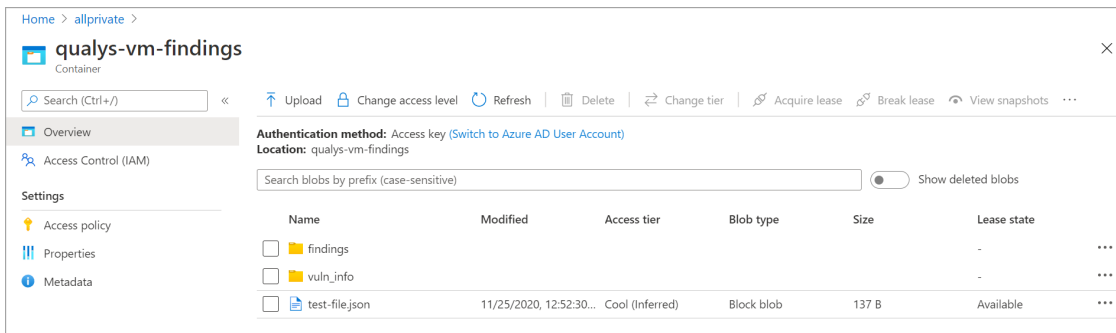 Home > allprivate >
qualys-vm-findings
Container
Search (Ctrl+/)
Overview
Access Control (IAM)
Settings
Access policy
Properties
Metadata
Upload Change access level Refresh Delete Change tier Acquire lease Break lease View snapshots ...
Authentication method: Access key (Switch to Azure AD User Account)
Location: qualys-vm-findings
Search blobs by prefix (case-sensitive) Show deleted blobs
Name Modified Access tier Blob type Size Lease state
findings - ...
vuln_info - ...
test-file.json 11/25/2020, 12:52:30... Cool (Inferred) Block blob 137 B Available ...